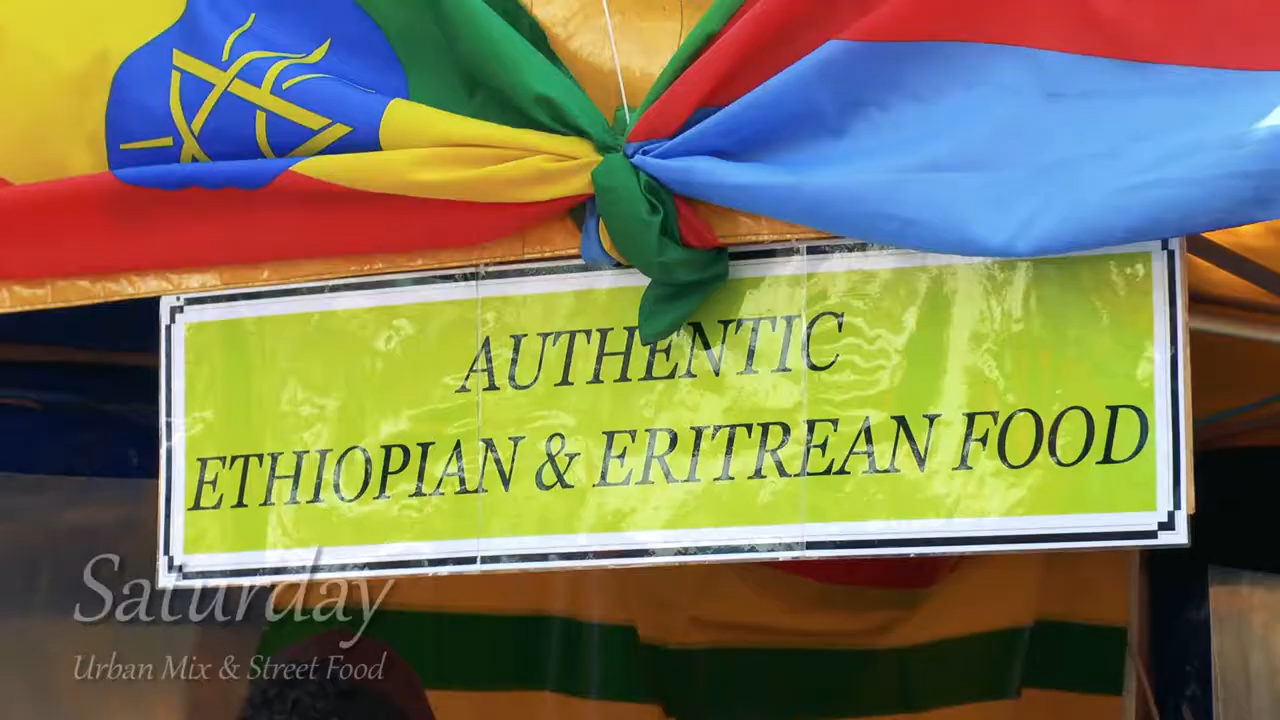 AUTHENTIC
ETHIOPIAN & ERITREAN FOOD
Saturday
Urban Mix & Street Food